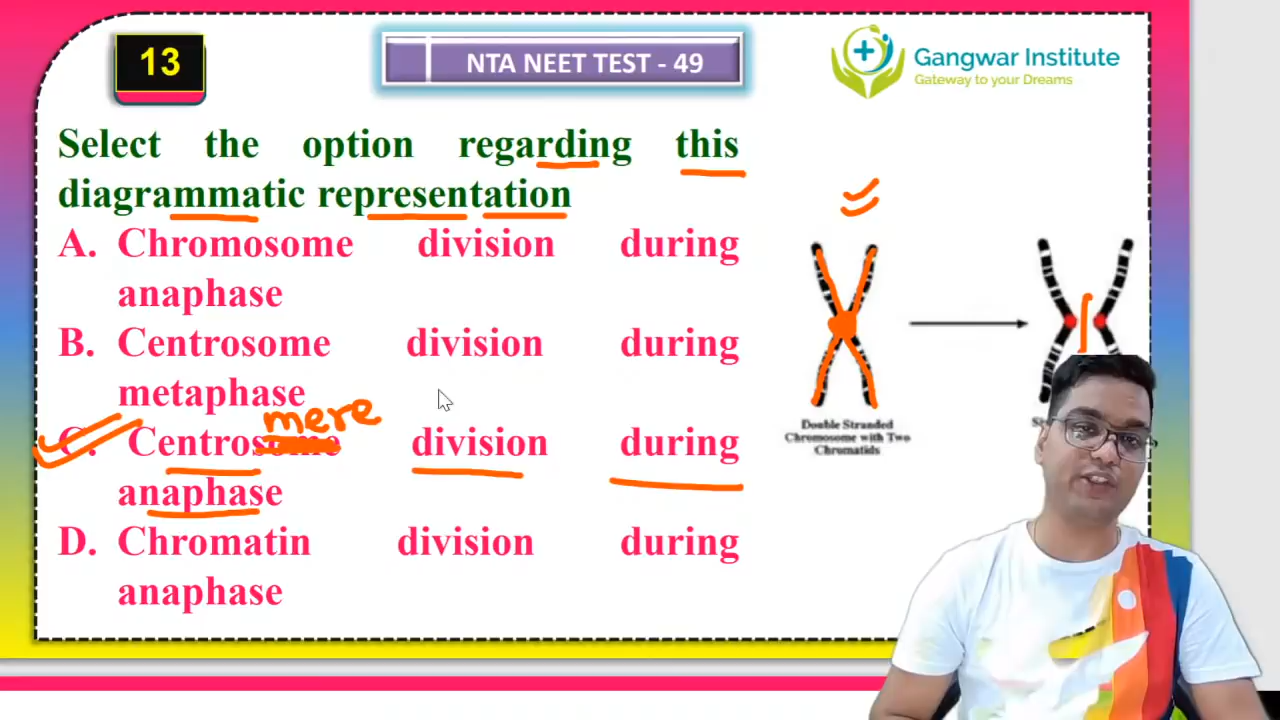 13
NTA NEET TEST - 49
Gangwar Institute
Gateway to your Dreams
Select the option regarding this
diagrammatic representation
A. Chromosome division during
anaphase
B. Centrosome division during
metaphase
mere
C. Centrosome division during
anaphase
D. Chromatin division during
anaphase
Double Stranded
Chromosome with Two
Chromatids